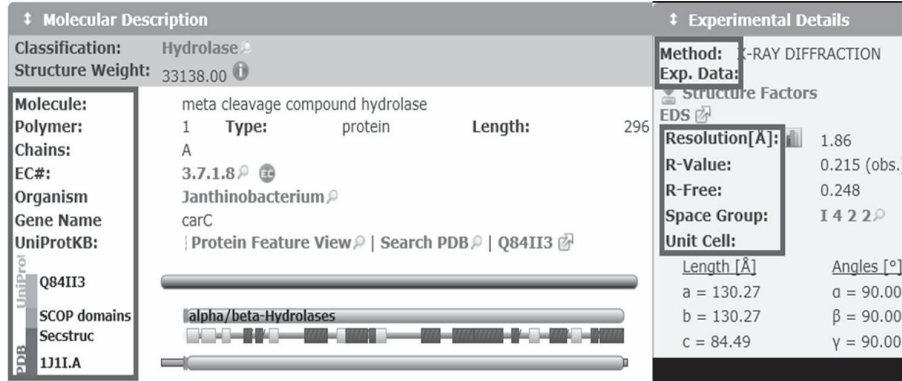 Molecular Description
Classification: Hydrolase
Structure Weight: 33138.00
Molecule: meta cleavage compound hydrolase
Polymer: 1 Type: protein Length: 296
Chains: A
EC#: 3.7.1.8 EC
Organism Janthinobacterium
Gene Name carC
UniProtKB: | Protein Feature View | Search PDB | Q84II3
UniProt
Q84II3
SCOP domains alpha/beta-Hydrolases
Secstruc
PDB
1J1I.A
Experimental Details
Method: X-RAY DIFFRACTION
Exp. Data:
Structure Factors
EDS
Resolution[Å]: 1.86
R-Value: 0.215 (obs.)
R-Free: 0.248
Space Group: I 4 2 2
Unit Cell:
Length [Å] Angles [°]
a = 130.27 α = 90.00
b = 130.27 β = 90.00
c = 84.49 γ = 90.00